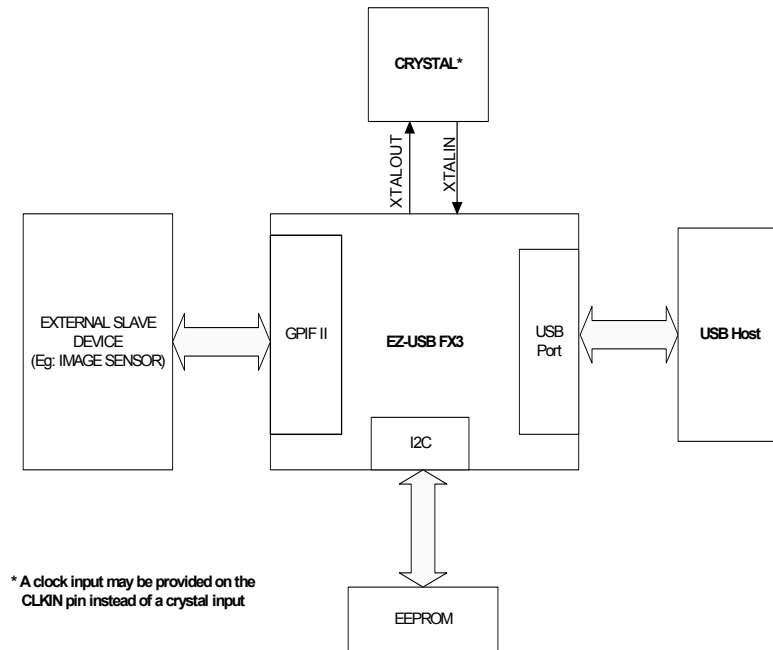 CRYSTAL*
XTALOUT
XTALIN
EXTERNAL SLAVE
DEVICE
(Eg: IMAGE SENSOR)
GPIF II
EZ-USB FX3
USB
Port
USB Host
I2C
* A clock input may be provided on the
CLKIN pin instead of a crystal input
EEPROM